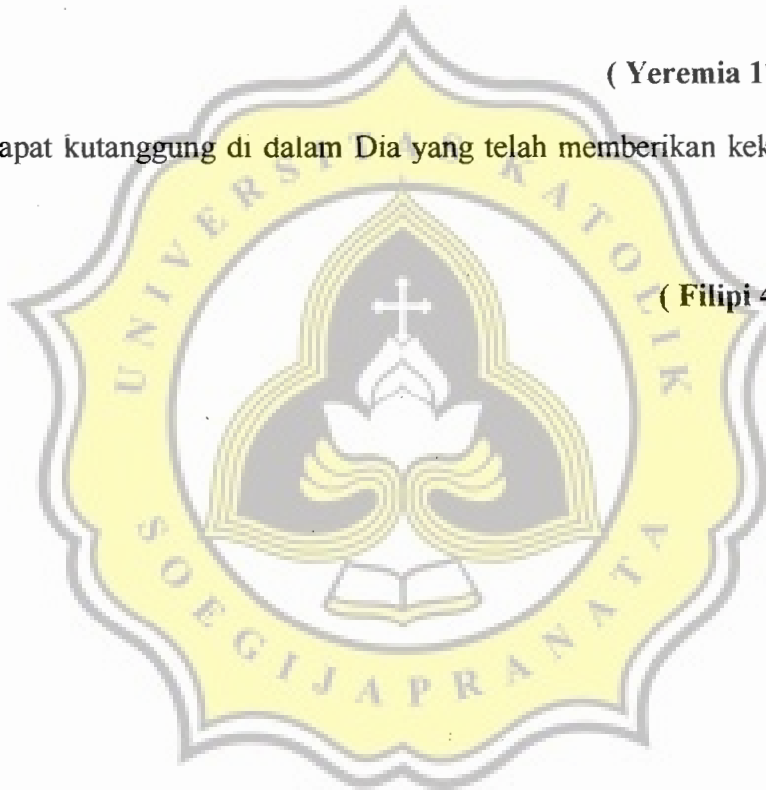 ( Yeremia 1
apat kutanggung di dalam Dia yang telah memberikan kek
( Filipi 4
UNIVERSITAS KATOLIK
SOEGIJAPRANATA